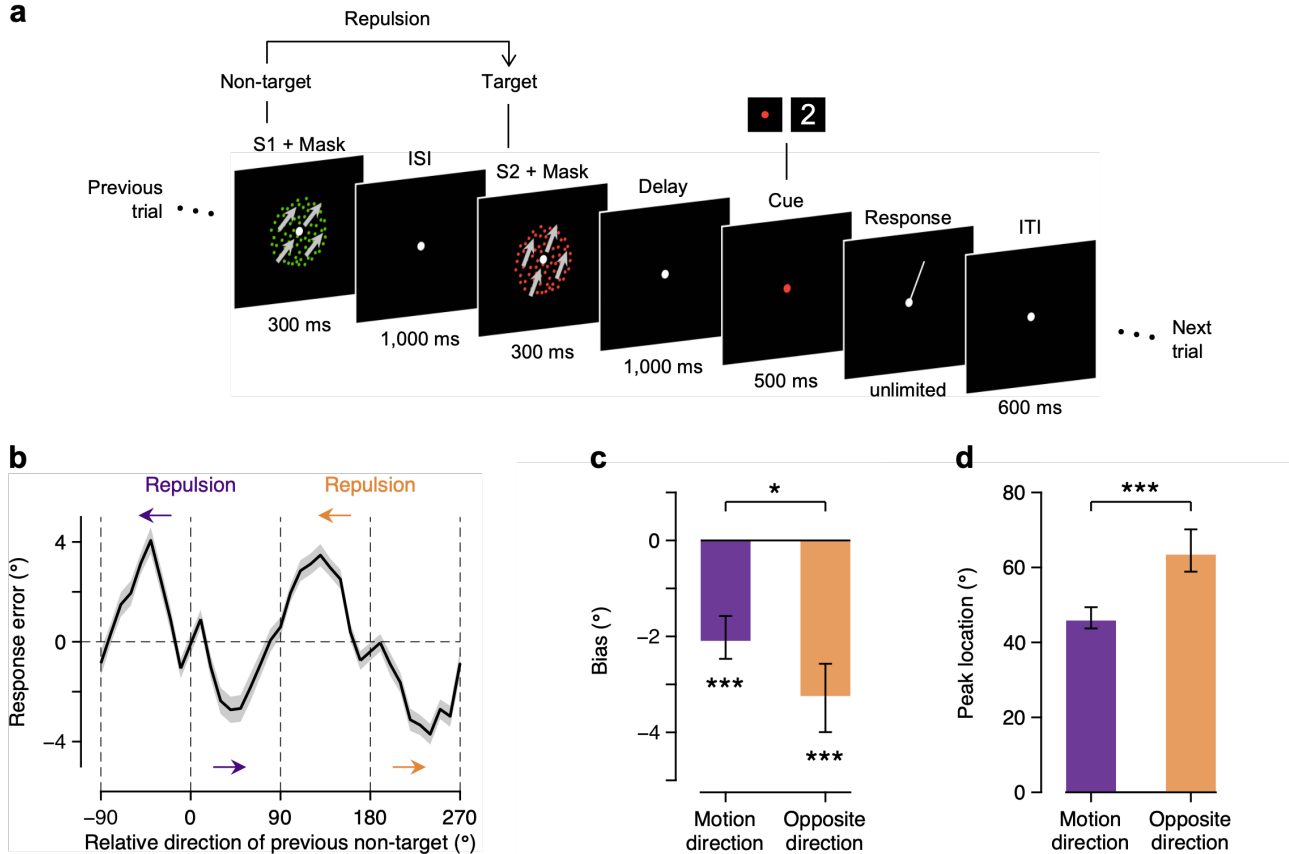 a
Repulsion
Non-target
Target
2
S1 + Mask
ISI
S2 + Mask
Delay
Cue
Response
ITI
Previous
trial
300 ms
1,000 ms
300 ms
1,000 ms
500 ms
unlimited
600 ms
Next
trial
b
Repulsion
Repulsion
Response error (°)
4
0
−4
−90
0
90
180
270
Relative direction of previous non-target (°)
c
*
Bias (°)
0
−2
−4
***
***
Motion
direction
Opposite
direction
d
***
Peak location (°)
80
60
40
20
0
Motion
direction
Opposite
direction